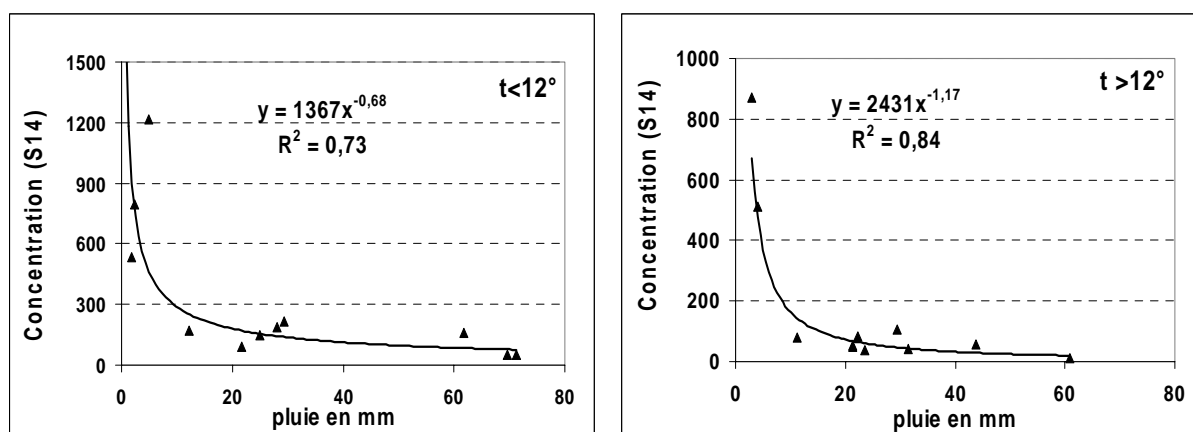 1500
1200
900
600
300
0
0 20 40 60 80
Concentration (S14)
pluie en mm
t<12°
y = 1367x^-0,68
R² = 0,73
1000
800
600
400
200
0
0 20 40 60 80
Concentration (S14)
pluie en mm
t >12°
y = 2431x^-1,17
R² = 0,84